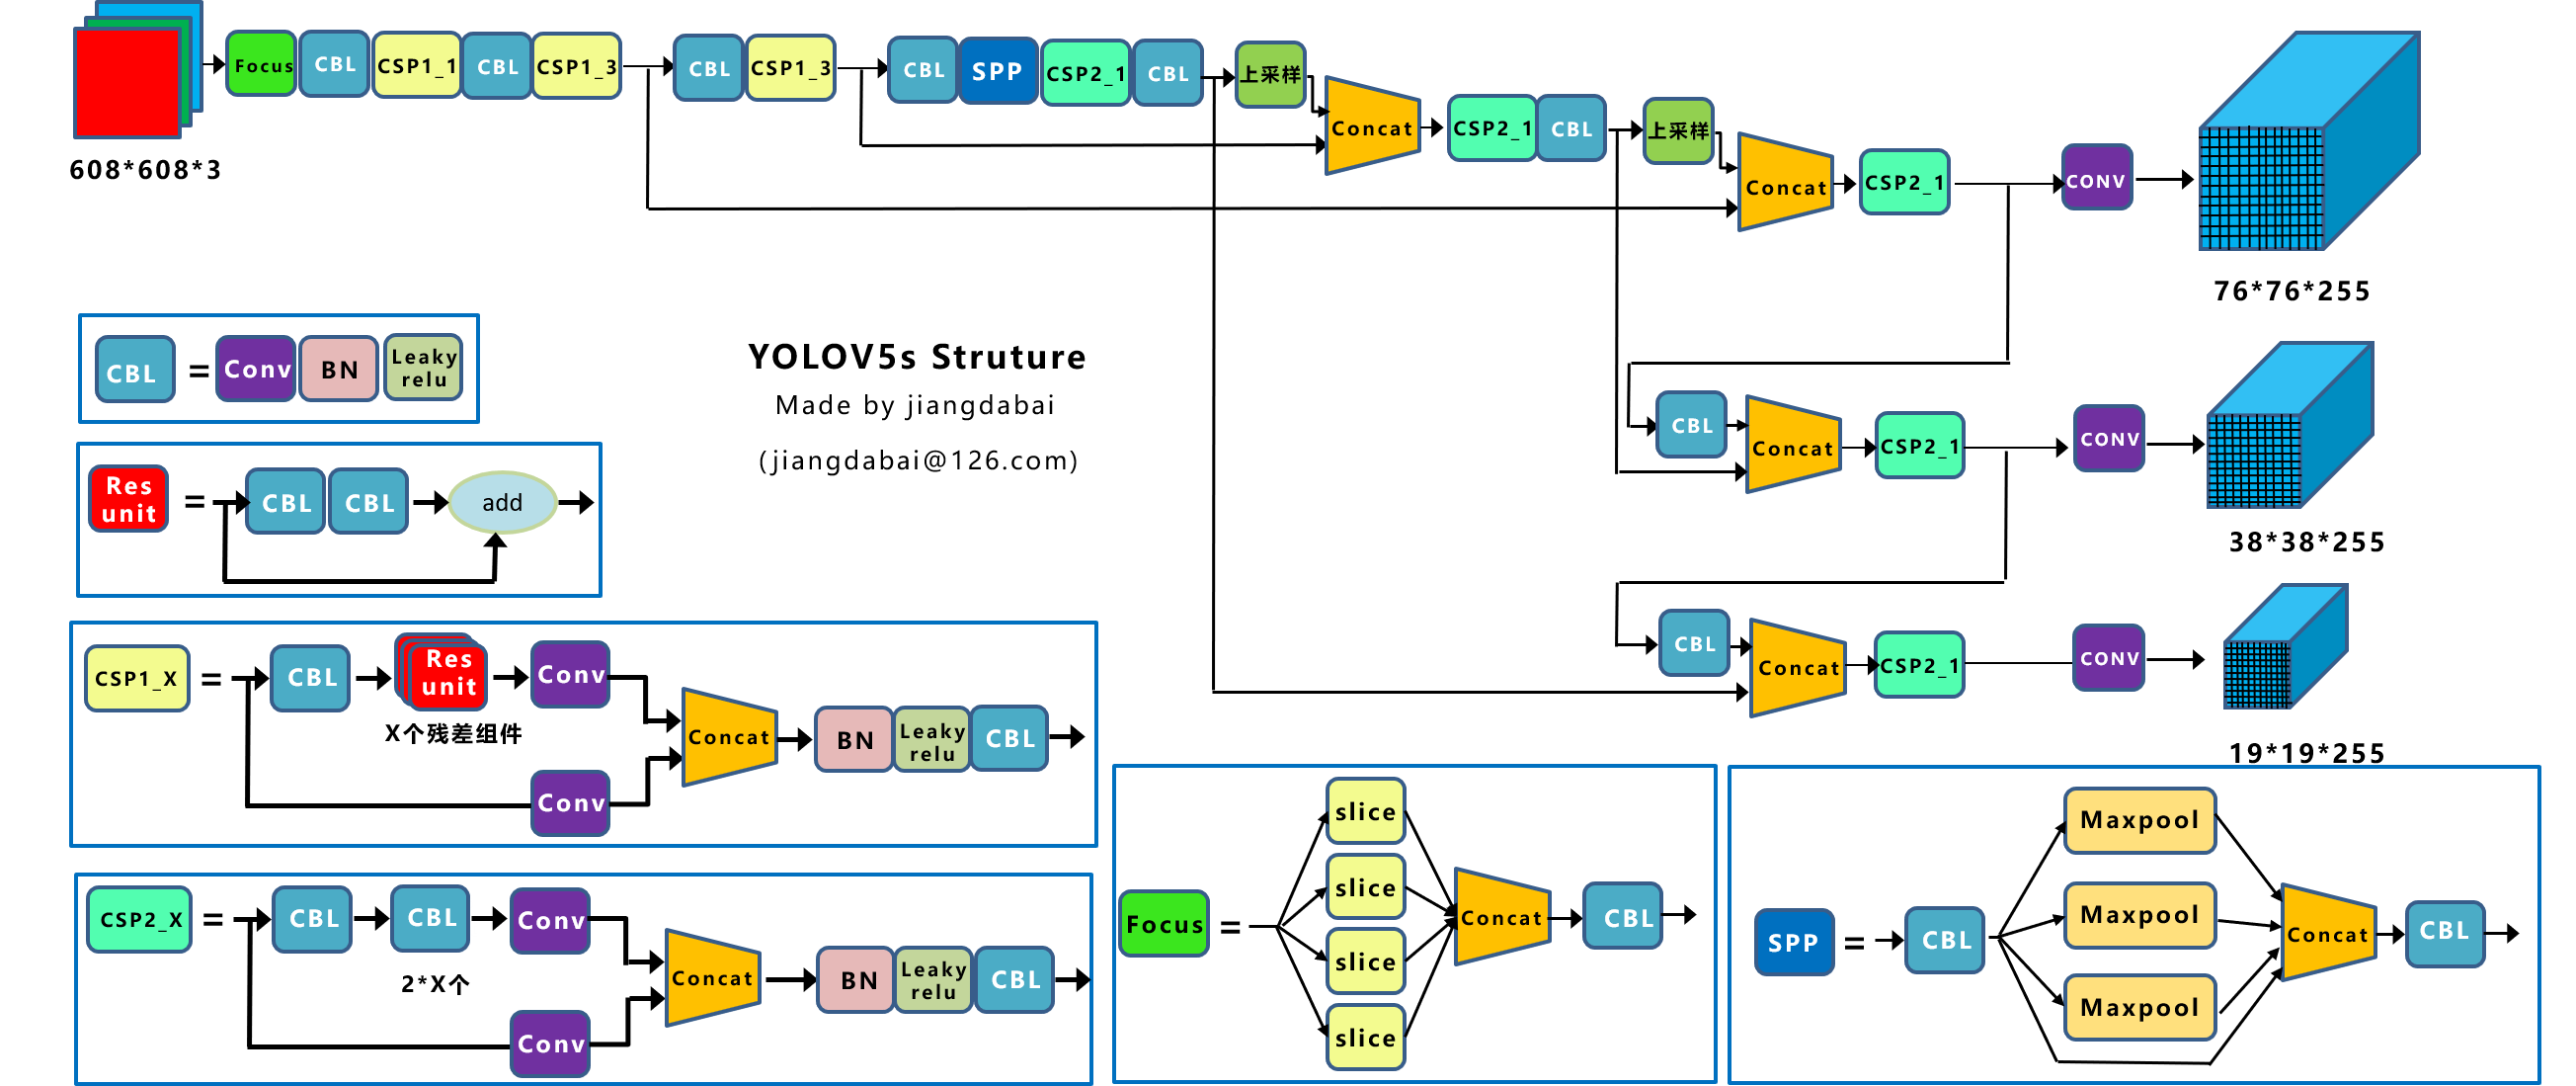 Focus
CBL
CSP1_1
CBL
CSP1_3
CBL
CSP1_3
CBL
SPP
CSP2_1
CBL
上采样
Concat
CSP2_1
CBL
上采样
Concat
CSP2_1
CONV
608*608*3
76*76*255
CBL
=
Conv
BN
Leaky
relu
YOLOV5s Struture
Made by jiangdabai
(jiangdabai@126.com)
CBL
Concat
CSP2_1
CONV
38*38*255
Res
unit
=
CBL
CBL
add
CBL
Concat
CSP2_1
CONV
19*19*255
CSP1_X
=
CBL
Res
unit
Conv
X个残差组件
Conv
Concat
BN
Leaky
relu
CBL
CSP2_X
=
CBL
CBL
Conv
2*X个
Conv
Concat
BN
Leaky
relu
CBL
Focus
=
slice
slice
slice
slice
Concat
CBL
SPP
=
CBL
Maxpool
Maxpool
Maxpool
Concat
CBL